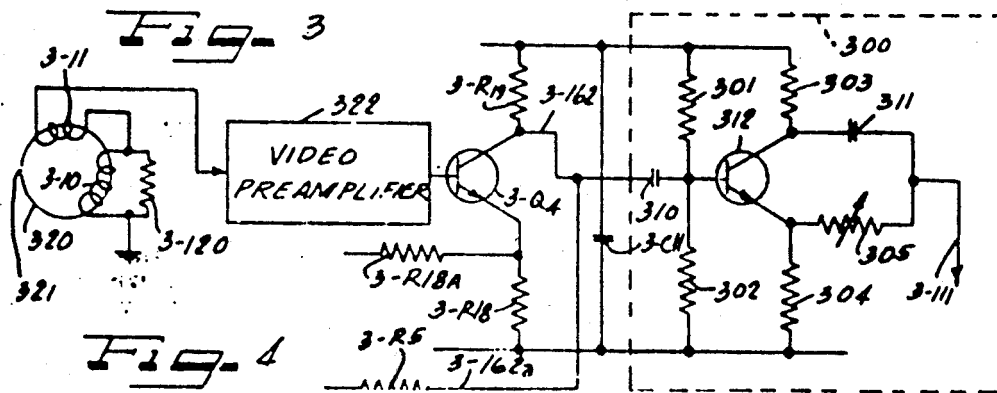 Fig- 3
300
3-11
3-R19
3-162
301
303
311
322
312
VIDEO
PREAMPLIFIER
3-10
3-Q4
310
320
3-120
3-C11
305
321
3-R18A
302
304
3-111
3-R18
Fig- 4
3-R5
3-162a